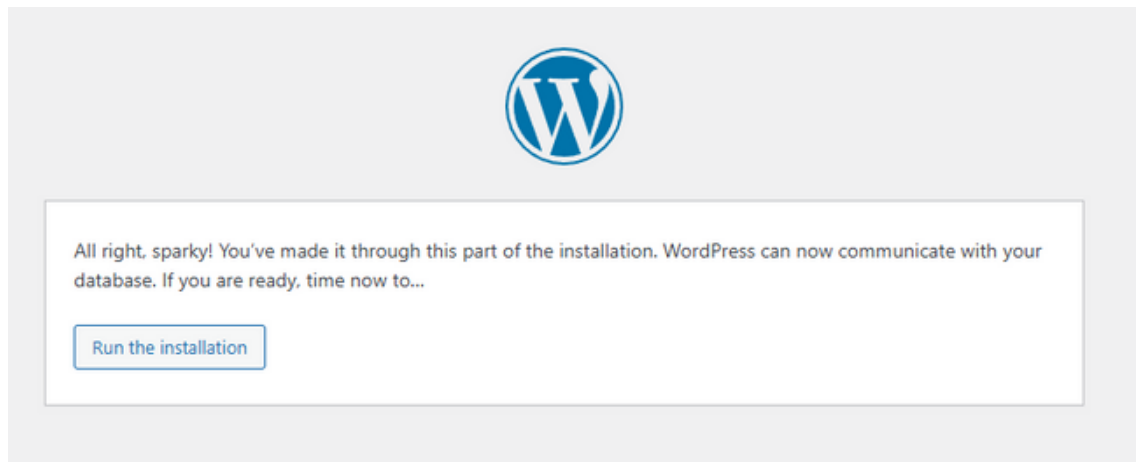 All right, sparky! You've made it through this part of the installation. WordPress can now communicate with your
database. If you are ready, time now to...
Run the installation